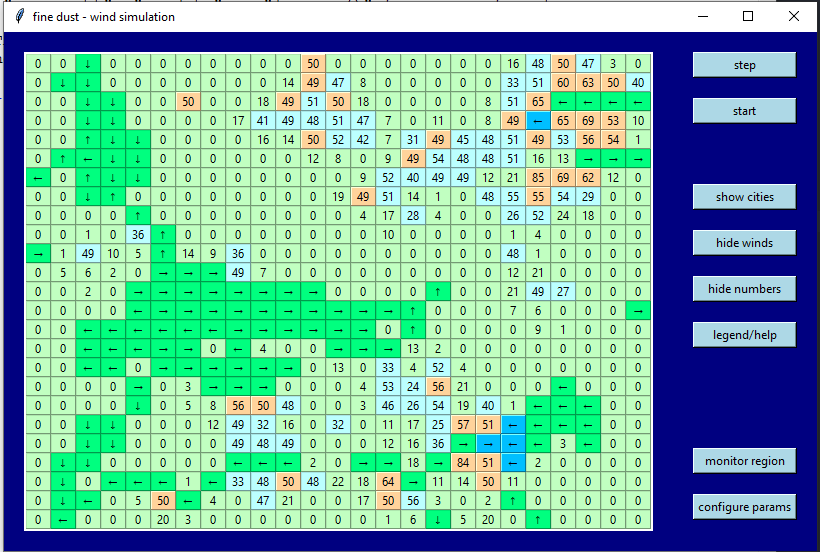 fine dust - wind simulation
0 0 ↓ 0 0 0 0 0 0 0 0 50 0 0 0 0 0 0 0 16 48 50 47 3 0
step
0 ↓ ↓ 0 0 0 0 0 0 0 14 49 47 8 0 0 0 0 0 33 51 60 63 50 40
0 0 ↓ ↓ 0 0 50 0 0 18 49 51 50 18 0 0 0 0 8 51 65 ← ← ← ←
start
0 0 ↓ ↓ 0 0 0 0 17 41 49 48 51 47 7 0 11 0 8 49 ← 65 69 53 10
0 0 ↑ ↓ ↓ 0 0 0 0 16 14 50 52 42 7 31 49 45 48 51 49 53 56 54 1
0 ↑ ← ↓ ↓ 0 0 0 0 0 0 12 8 0 9 49 54 48 48 51 16 13 → → →
← 0 ↑ ↓ ↓ 0 0 0 0 0 0 0 0 9 52 40 49 49 12 21 85 69 62 12 0
0 0 ↓ ↑ 0 0 0 0 0 0 0 0 19 49 51 14 1 0 48 55 55 54 29 0 0
show cities
0 0 0 0 ↑ 0 0 0 0 0 0 0 0 4 17 28 4 0 0 26 52 24 18 0 0
0 0 1 0 36 ↑ 0 0 0 0 0 0 0 0 10 0 0 0 0 1 4 0 0 0 0
hide winds
→ 1 49 10 5 ↑ 14 9 36 0 0 0 0 0 0 0 0 0 0 48 1 0 0 0 0
0 5 6 2 0 → → → 49 7 0 0 0 0 0 0 0 0 0 12 21 0 0 0 0
0 0 2 0 → → → → → → → → 0 0 0 0 ↑ 0 0 21 49 27 0 0 0
hide numbers
0 0 0 0 → → → → → → → → → → → ↑ 0 0 0 7 6 0 0 0 →
0 0 ← ← ← ← ← ← ← ← ← ← ← ← 0 ↑ 0 0 0 0 9 1 0 0 0
legend/help
0 0 ← ← → → → 0 ← 4 0 0 → → → 13 2 0 0 0 0 0 0 0 0
0 0 ← ← 0 → → → → → → 0 13 0 33 4 52 4 0 0 0 0 0 0 0
0 0 0 0 → 0 3 → → → 0 0 0 4 53 24 56 21 0 0 0 ← 0 0 0
0 0 0 0 ↓ 0 5 8 56 50 48 0 0 3 46 26 54 19 40 1 ← ← ← 0 0
0 0 ↓ ↓ 0 0 0 12 49 32 16 0 32 0 11 17 25 57 51 ← ← ← ← 0 0
0 0 ↓ ↓ 0 0 0 0 49 48 49 0 0 0 12 16 36 → → ← ← 3 ← 0 0
0 ↓ ↓ 0 0 0 0 0 ← ← ← 2 0 → → 18 → 84 51 ← 2 0 0 0 0
monitor region
0 ↓ 0 ← ← ← 1 ← 33 48 50 48 22 18 64 → 11 14 50 11 0 0 0 0 0
0 ↓ ← 0 5 50 ← 4 0 47 21 0 0 17 50 56 3 0 2 ↑ 0 0 0 0 0
configure params
0 ← 0 0 0 20 3 0 0 0 0 0 0 0 1 6 ↓ 5 20 0 ↑ 0 0 0 0